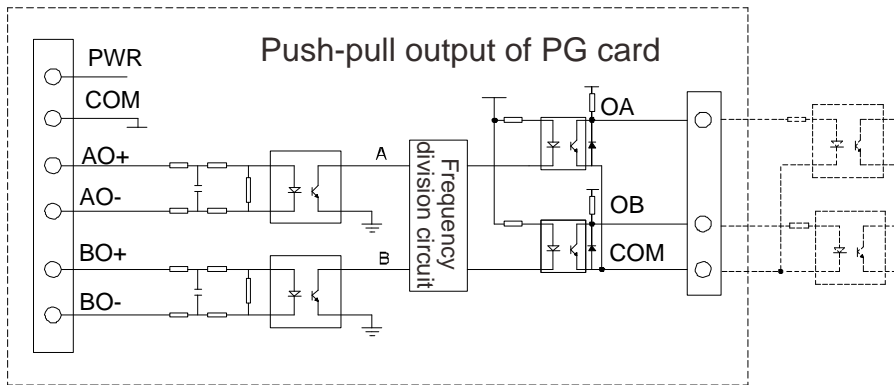 Push-pull output of PG card
PWR
COM
AO+
AO-
BO+
BO-
A
B
Frequency
division circuit
OA
OB
COM